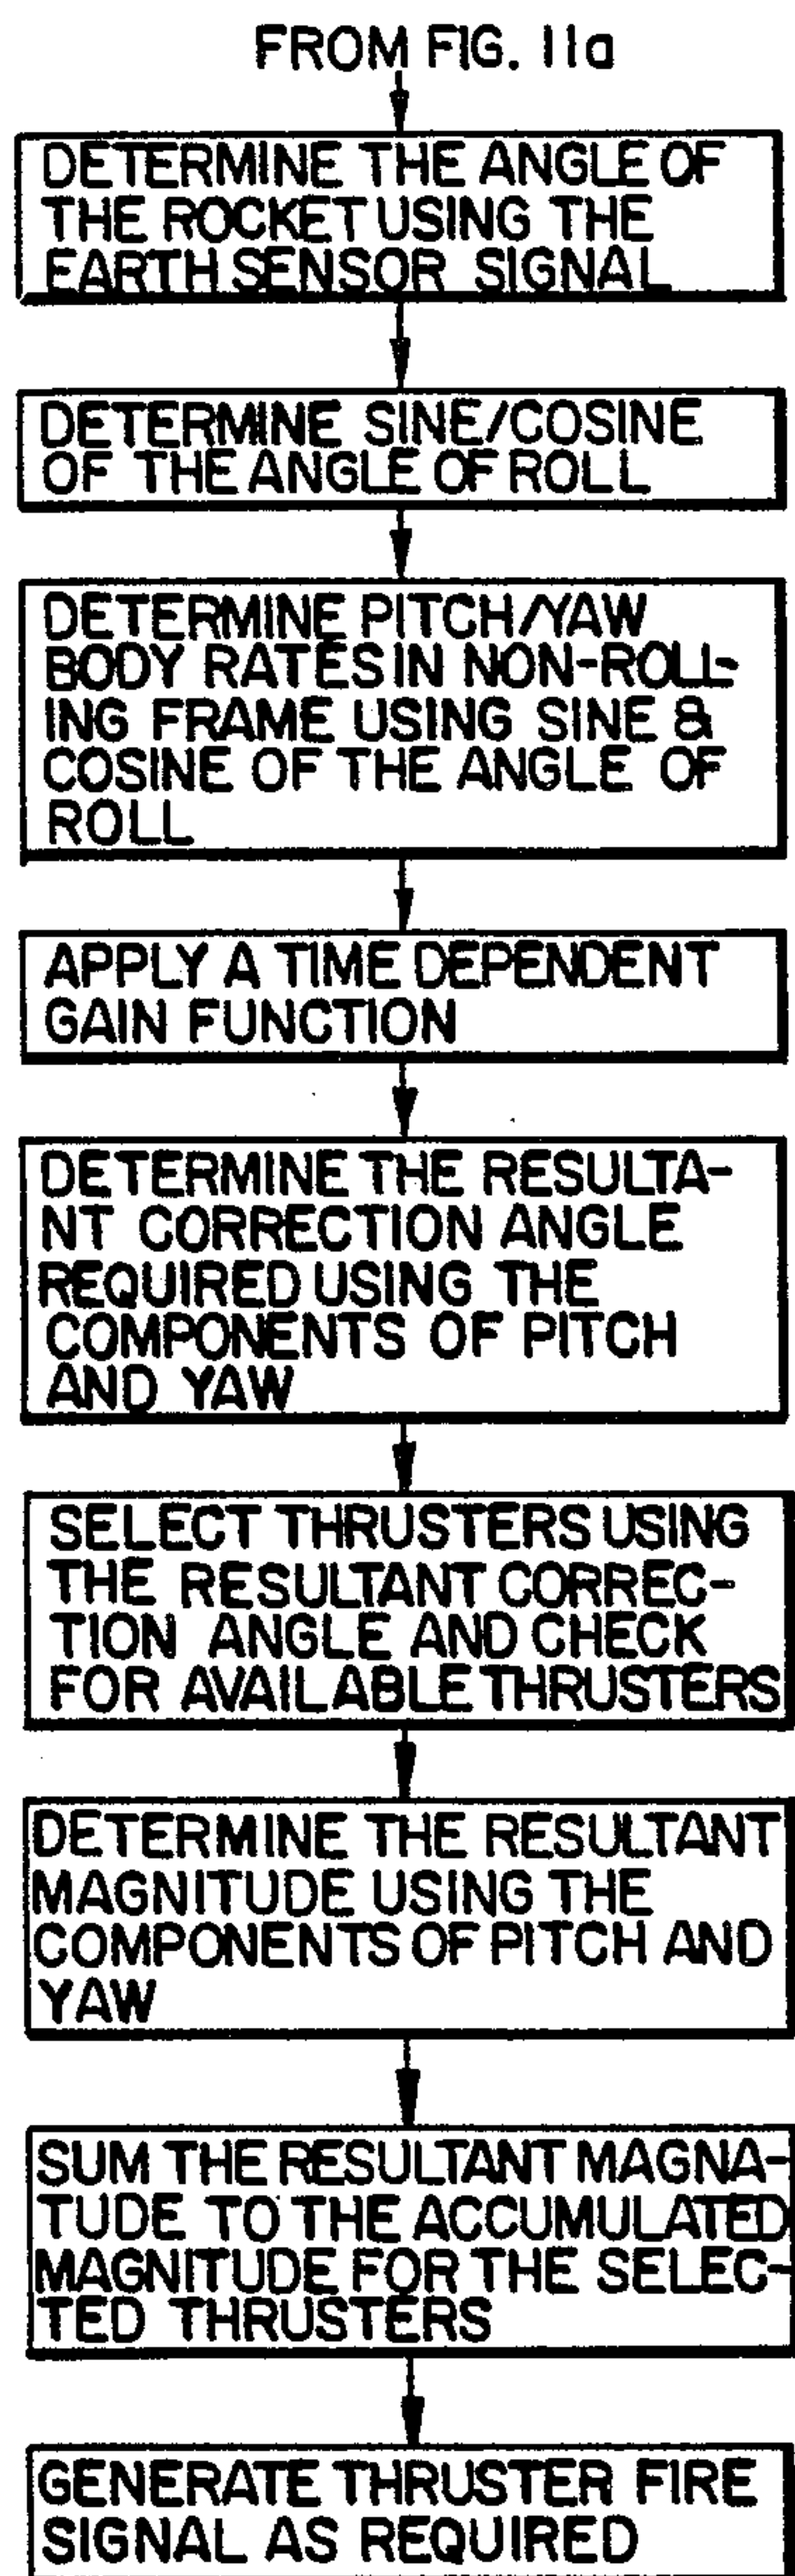 FROM FIG. 11a
DETERMINE THE ANGLE OF
THE ROCKET USING THE
EARTH SENSOR SIGNAL
DETERMINE SINE/COSINE
OF THE ANGLE OF ROLL
DETERMINE PITCH/YAW
BODY RATES IN NON-ROLL-
ING FRAME USING SINE &
COSINE OF THE ANGLE OF
ROLL
APPLY A TIME DEPENDENT
GAIN FUNCTION
DETERMINE THE RESULTA-
NT CORRECTION ANGLE
REQUIRED USING THE
COMPONENTS OF PITCH
AND YAW
SELECT THRUSTERS USING
THE RESULTANT CORREC-
TION ANGLE AND CHECK
FOR AVAILABLE THRUSTERS
DETERMINE THE RESULTANT
MAGNITUDE USING THE
COMPONENTS OF PITCH AND
YAW
SUM THE RESULTANT MAGNA-
TUDE TO THE ACCUMULATED
MAGNITUDE FOR THE SELEC-
TED THRUSTERS
GENERATE THRUSTER FIRE
SIGNAL AS REQUIRED